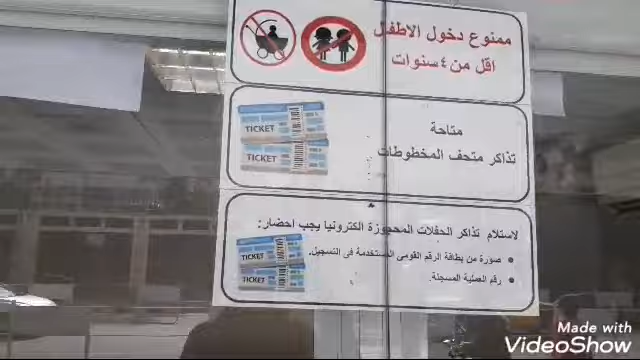 ممنوع دخول الاطفال
اقل من ٤ سنوات
متاحة
تذاكر متحف المخطوطات
TICKET
TICKET
لاستلام تذاكر الحفلات المحجوزة الكترونيا يجب احضار:
صورة من بطاقة الرقم القومى المستخدمة فى التسجيل.
رقم العملية المسجلة.
TICKET
TICKET
Made with
VideoShow